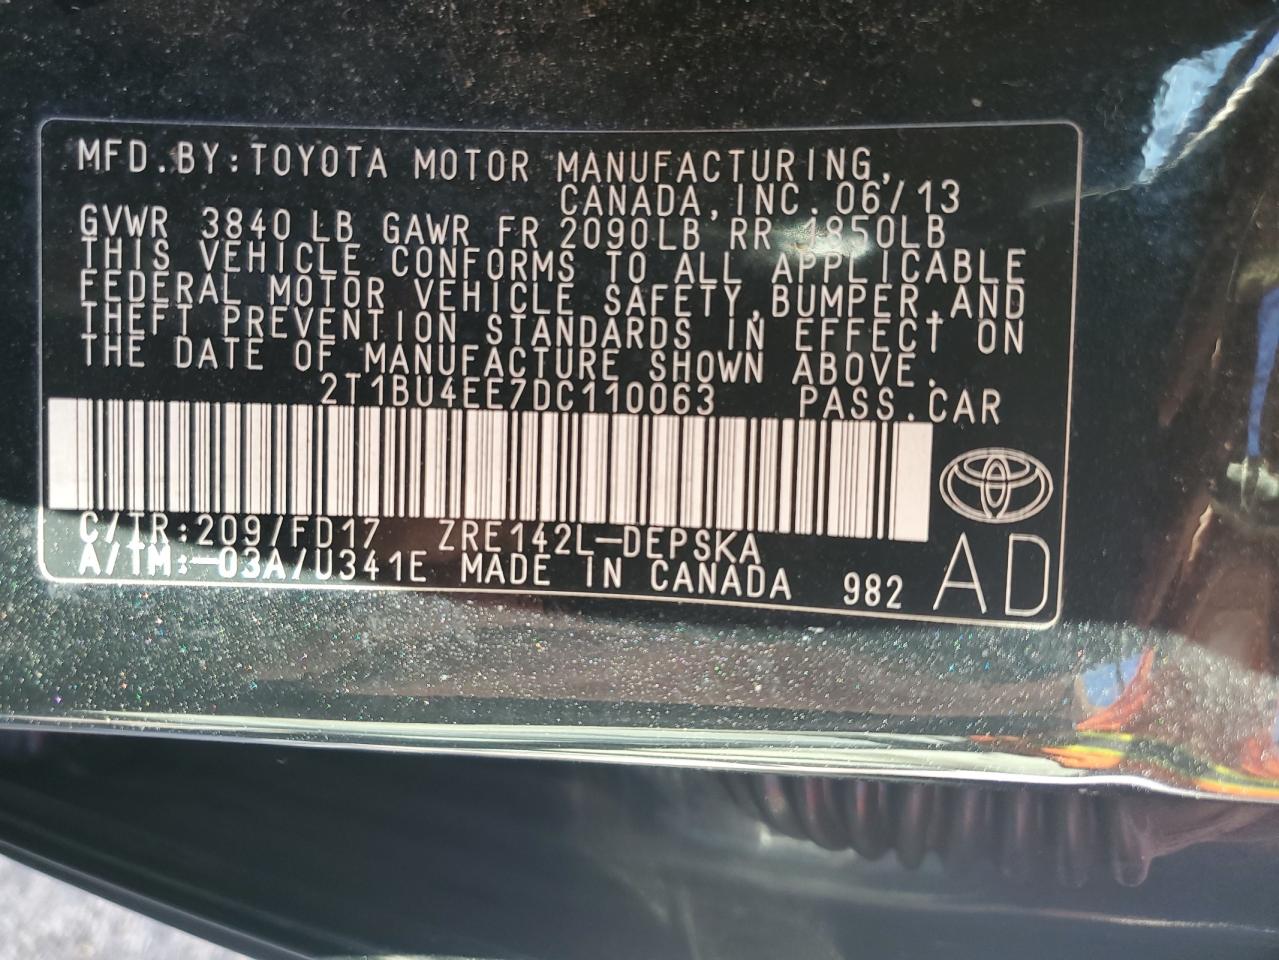 MFD.BY:TOYOTA MOTOR MANUFACTURING,
CANADA,INC. 06/13
GVWR 3840 LB GAWR FR 2090LB RR 1850LB
THIS VEHICLE CONFORMS TO ALL APPLICABLE
FEDERAL MOTOR VEHICLE SAFETY,BUMPER,AND
THEFT PREVENTION STANDARDS IN EFFECT ON
THE DATE OF MANUFACTURE SHOWN ABOVE.
2T1BU4EE7DC110063 PASS.CAR
C/TR:209/FD17 ZRE142L-DEPSKA
A/TM:-03A/U341E MADE IN CANADA 982 AD